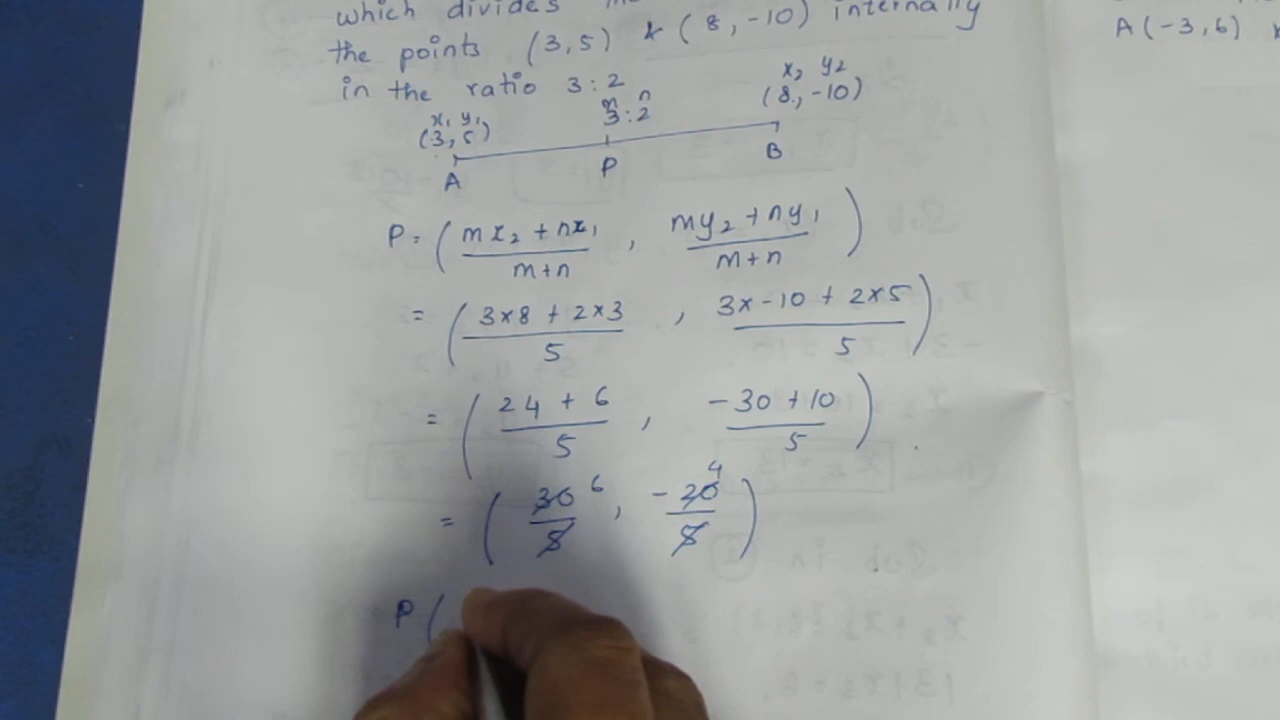 which divides
the points (3,5) & (8,-10) internally
in the ratio 3:2
x₂ y₂
(8,-10)
m n
3:2
x₁ y₁
(3,5)
A P B
P = ( mx₂ + nx₁ / m+n , my₂ + ny₁ / m+n )
= ( 3×8 + 2×3 / 5 , 3×-10 + 2×5 / 5 )
= ( 24 + 6 / 5 , -30 + 10 / 5 )
= ( 30 6 / 5 , -20 4 / 5 )
P (
A(-3,6)